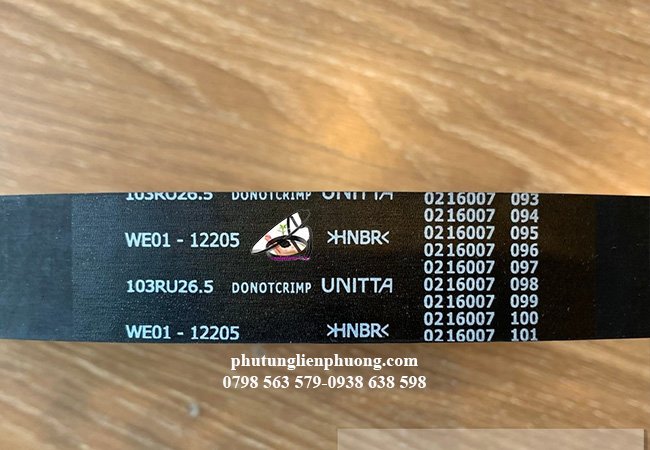 103RU26.5 DONOTCRIMP UNITTA 0216007 093
0216007 094
WE01 - 12205 >HNBR< 0216007 095
0216007 096
0216007 097
103RU26.5 DONOTCRIMP UNITTA 0216007 098
0216007 099
0216007 100
WE01 - 12205 >HNBR< 0216007 101
phutunglienphuong.com
0798 563 579-0938 638 598